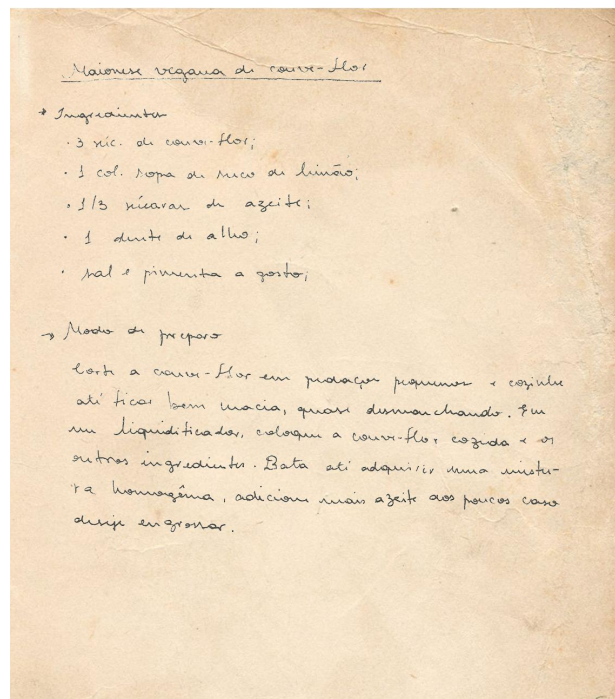 Maionese vegana de couve-flor
→ Ingredientes
· 3 xíc. de couve-flor;
· 1 col. sopa de suco de limão;
· 1/3 xícaras de azeite;
· 1 dente de alho;
· sal e pimenta a gosto;
→ Modo de preparo
Corte a couve-flor em pedaços pequenos e cozinhe
até ficar bem macia, quase desmanchando. Em
um liquidificador, coloque a couve-flor cozida e os
outros ingredientes. Bata até adquirir uma mistu-
ra homogênea, adicione mais azeite aos poucos caso
deseje engrossar.